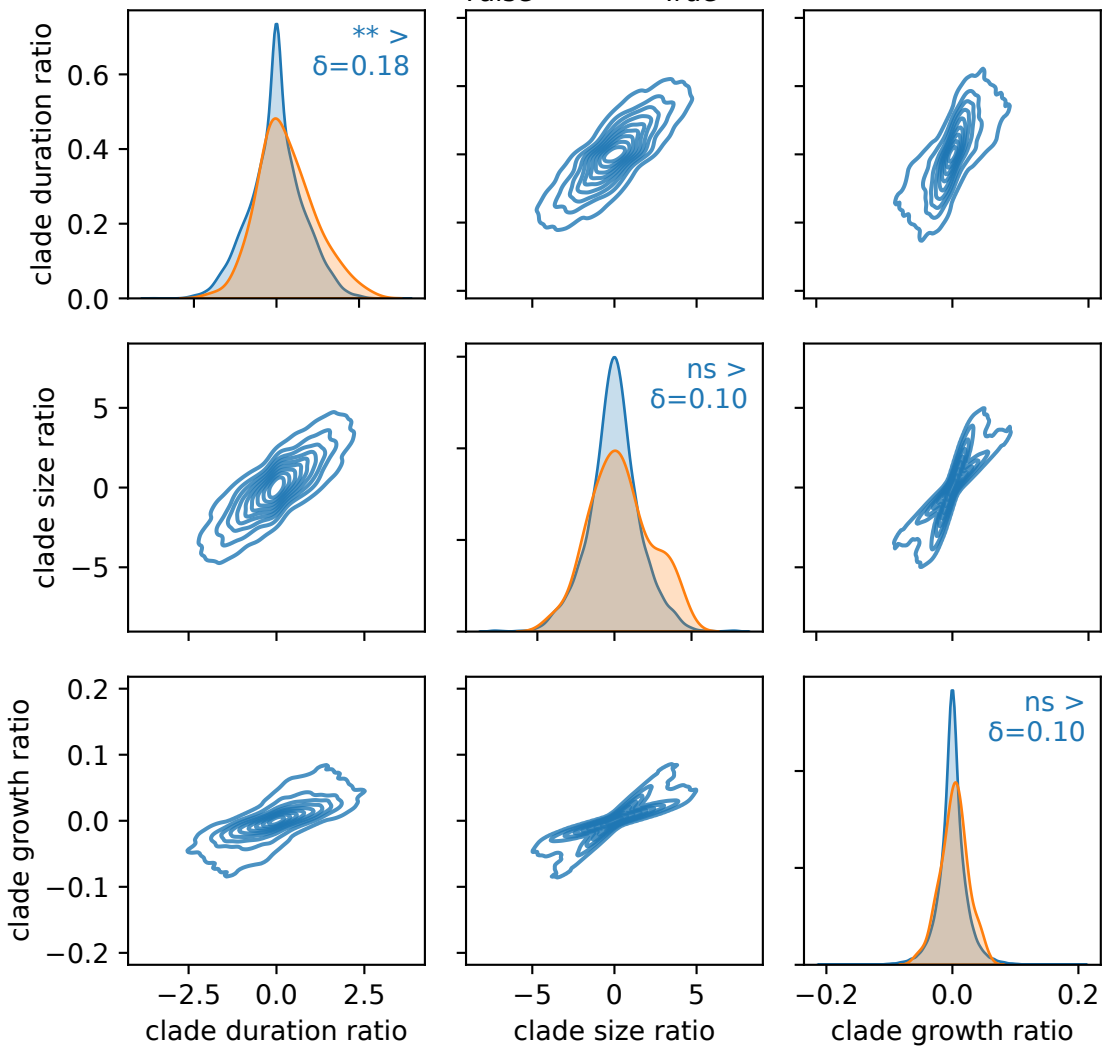 ** >
δ=0.18
clade duration ratio
0.6
0.4
0.2
0.0
ns >
δ=0.10
clade size ratio
5
0
−5
ns >
δ=0.10
clade growth ratio
0.2
0.1
0.0
−0.1
−0.2
−2.5 0.0 2.5
−5 0 5
−0.2 0.0 0.2
clade duration ratio
clade size ratio
clade growth ratio